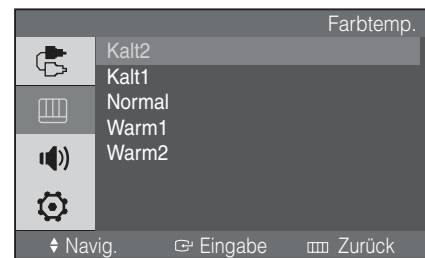 Farbtemp.
Kalt2
Kalt1
Normal
Warm1
Warm2
Navig. Eingabe Zurück